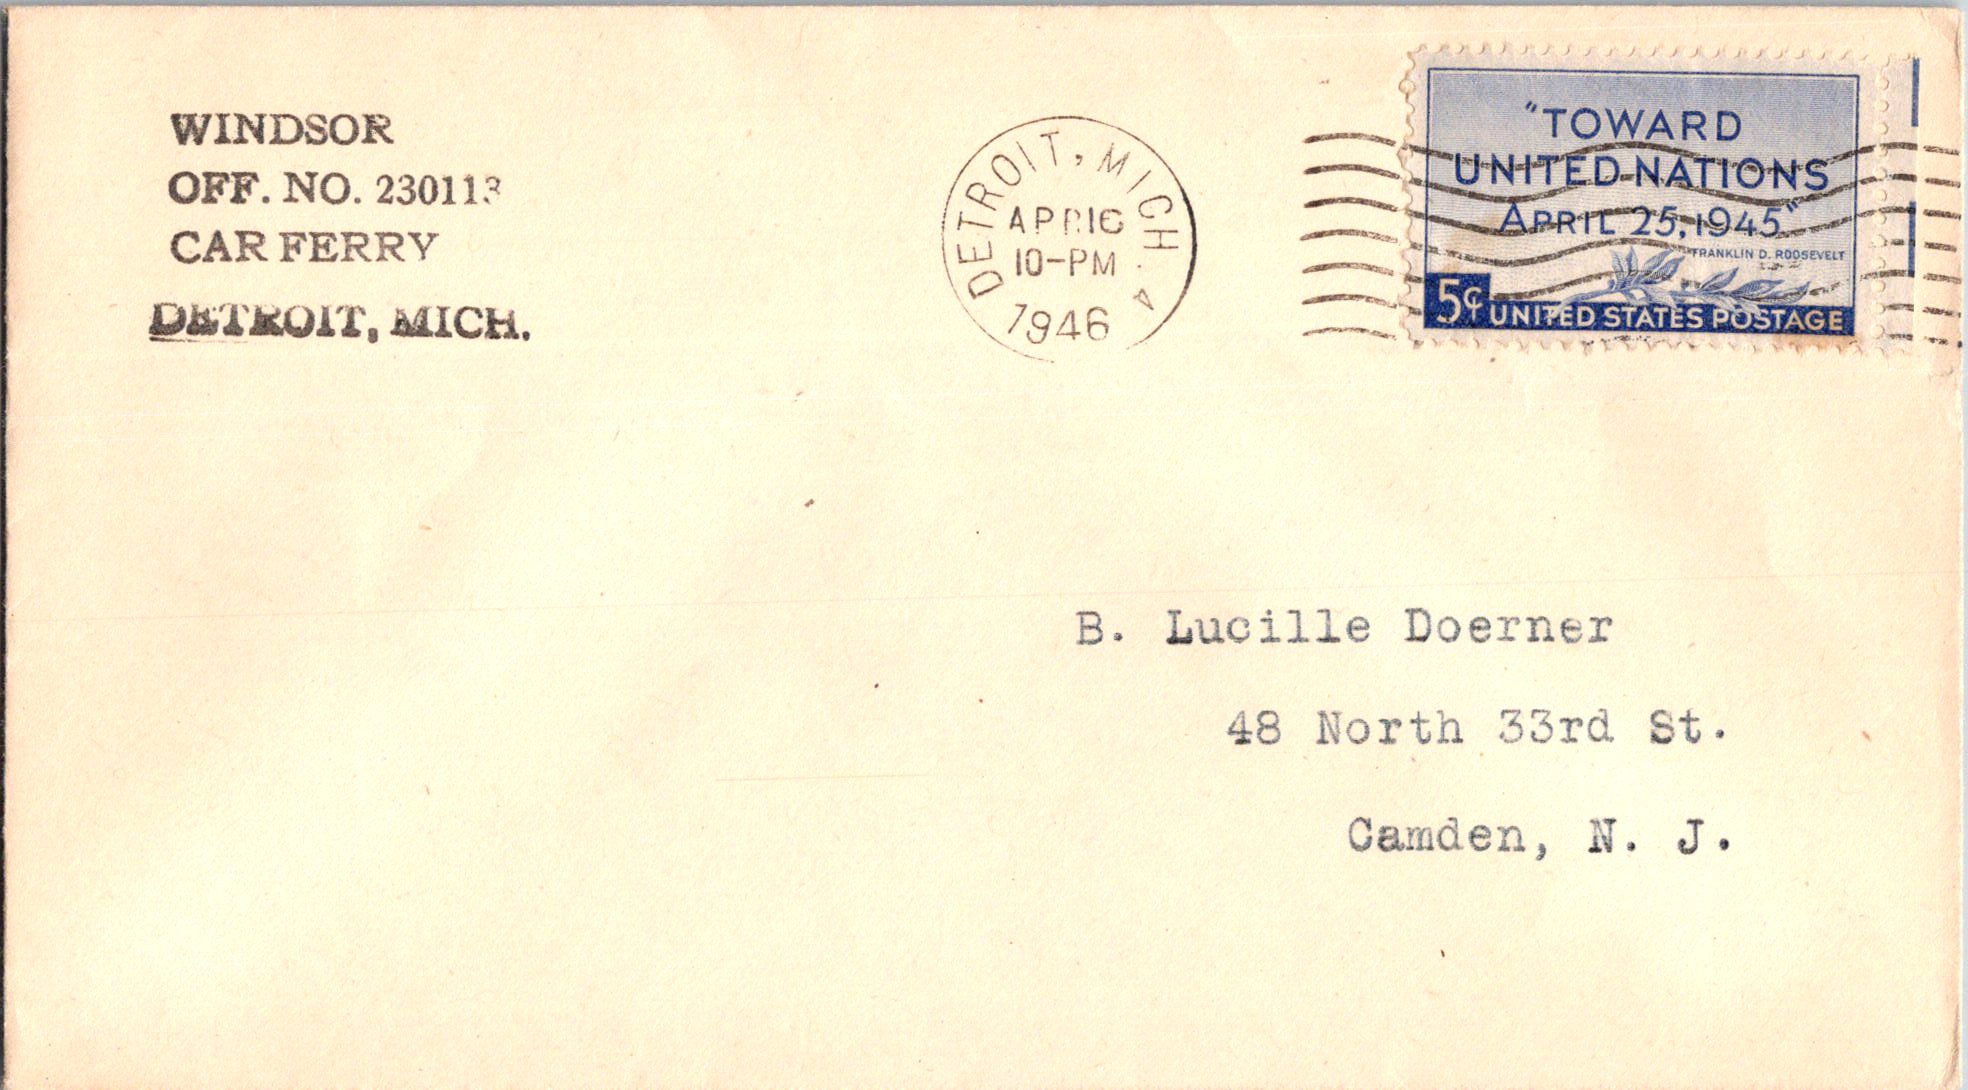 WINDSOR
OFF. NO. 230113
CAR FERRY
DETROIT, MICH.
DETROIT, MICH. 4
APR 16
10-PM
1946
"TOWARD
UNITED NATIONS
APRIL 25, 1945"
FRANKLIN D. ROOSEVELT
5¢ UNITED STATES POSTAGE
B. Lucille Doerner
48 North 33rd St.
Camden, N. J.